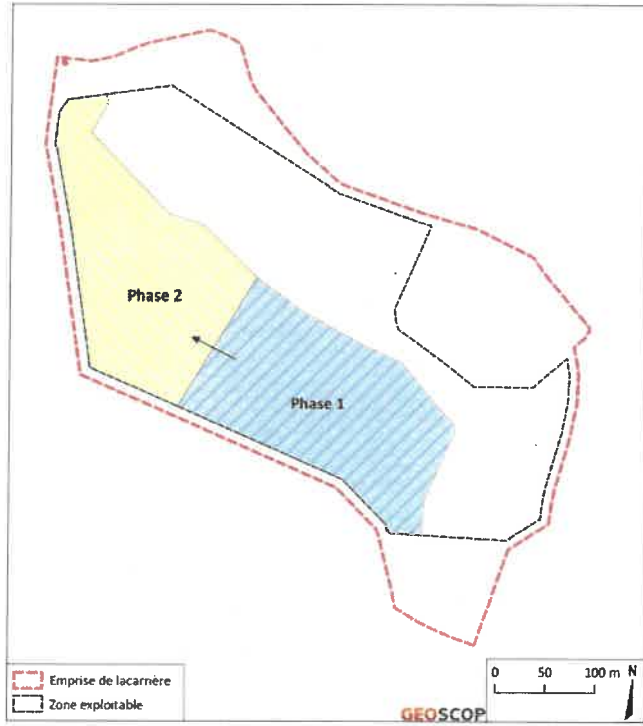 Phase 2
Phase 1
Emprise de lacarrière
Zone exploitable
GEOSCOP
0 50 100 m N